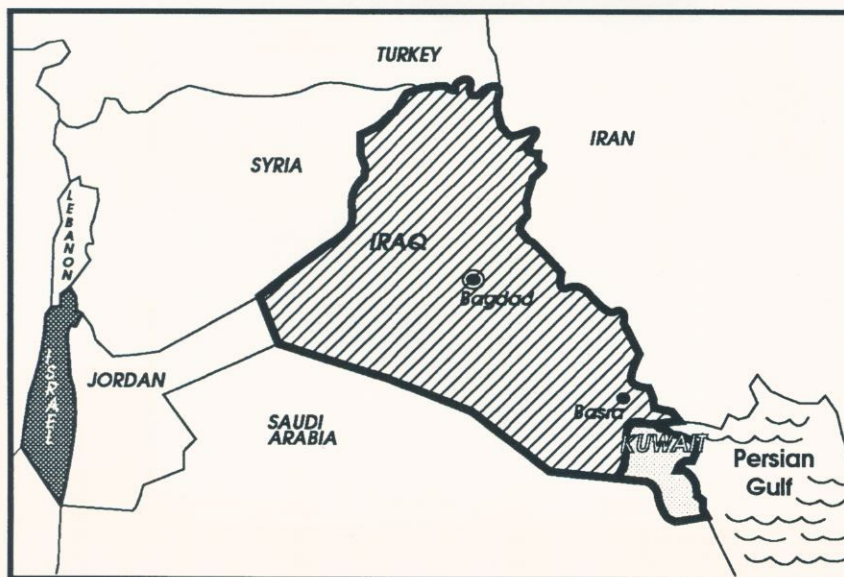 TURKEY
IRAN
SYRIA
LEBANON
IRAQ
Bagdad
ISRAEL
JORDAN
Basra
SAUDI
ARABIA
KUWAIT
Persian
Gulf